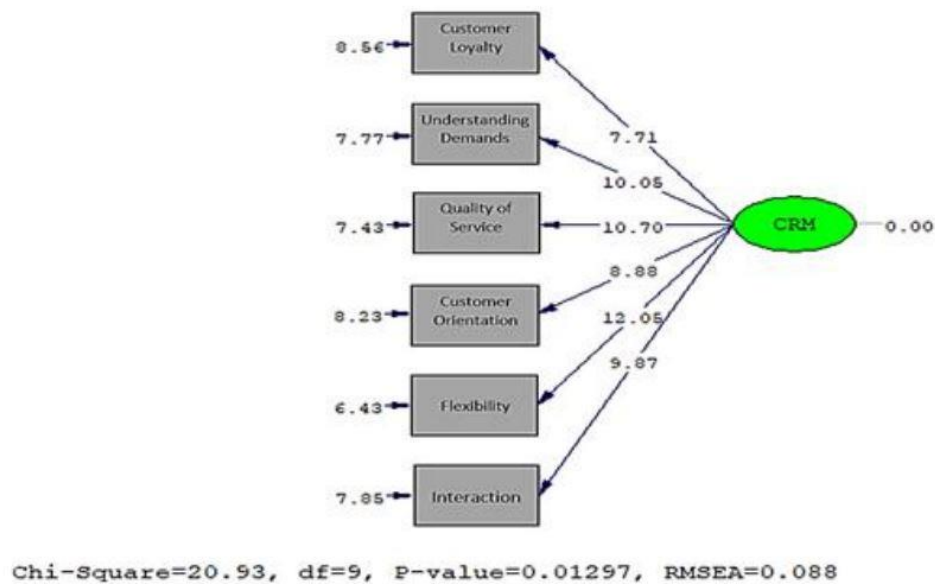 Customer
Loyalty
8.56
7.71
Understanding
Demands
7.77
10.05
Quality of
Service
7.43
10.70
CRM
0.00
Customer
Orientation
8.23
8.88
12.05
Flexibility
6.43
9.87
Interaction
7.85
Chi-Square=20.93, df=9, P-value=0.01297, RMSEA=0.088